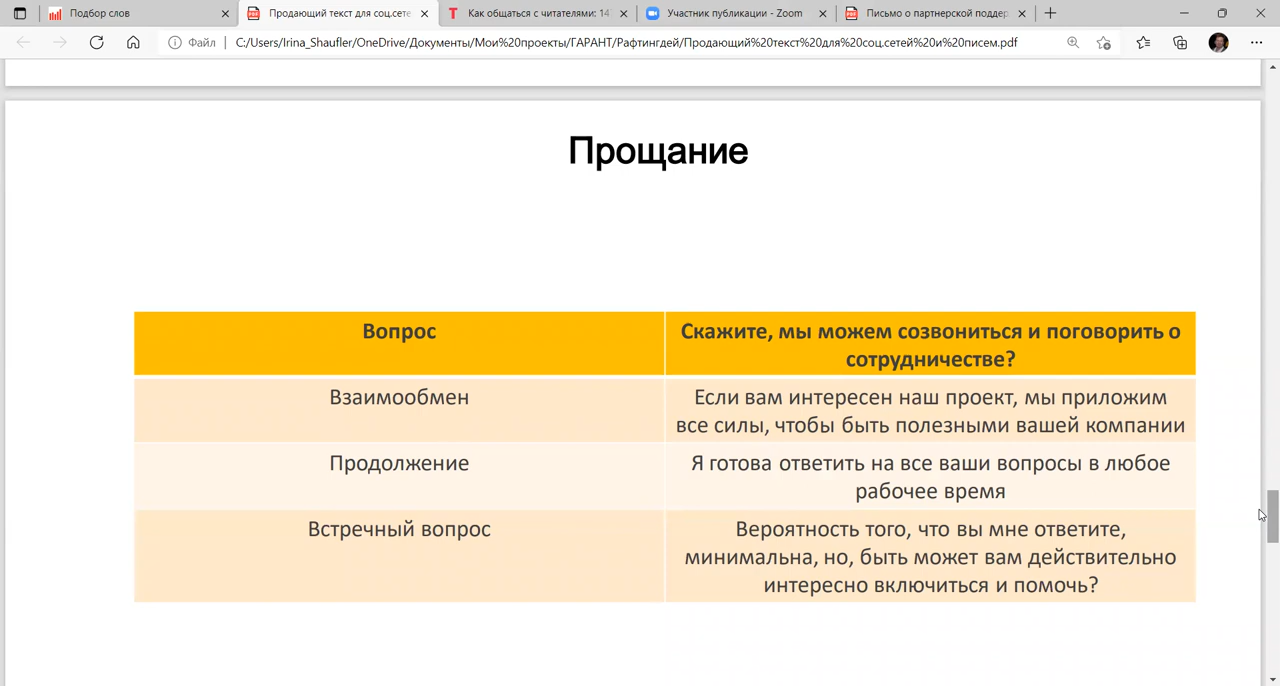 Подбор слов
Продающий текст для соц.сете
Как общаться с читателями: 14
Участник публикации - Zoom
Письмо о партнерской поддер
Файл
C:/Users/Irina_Shaufler/OneDrive/Документы/Мои%20проекты/ГАРАНТ/Рафтингдей/Продающий%20текст%20для%20соц.сетей%20и%20писем.pdf
Прощание
Вопрос
Скажите, мы можем созвониться и поговорить о
сотрудничестве?
Взаимообмен
Если вам интересен наш проект, мы приложим
все силы, чтобы быть полезными вашей компании
Продолжение
Я готова ответить на все ваши вопросы в любое
рабочее время
Встречный вопрос
Вероятность того, что вы мне ответите,
минимальна, но, быть может вам действительно
интересно включиться и помочь?